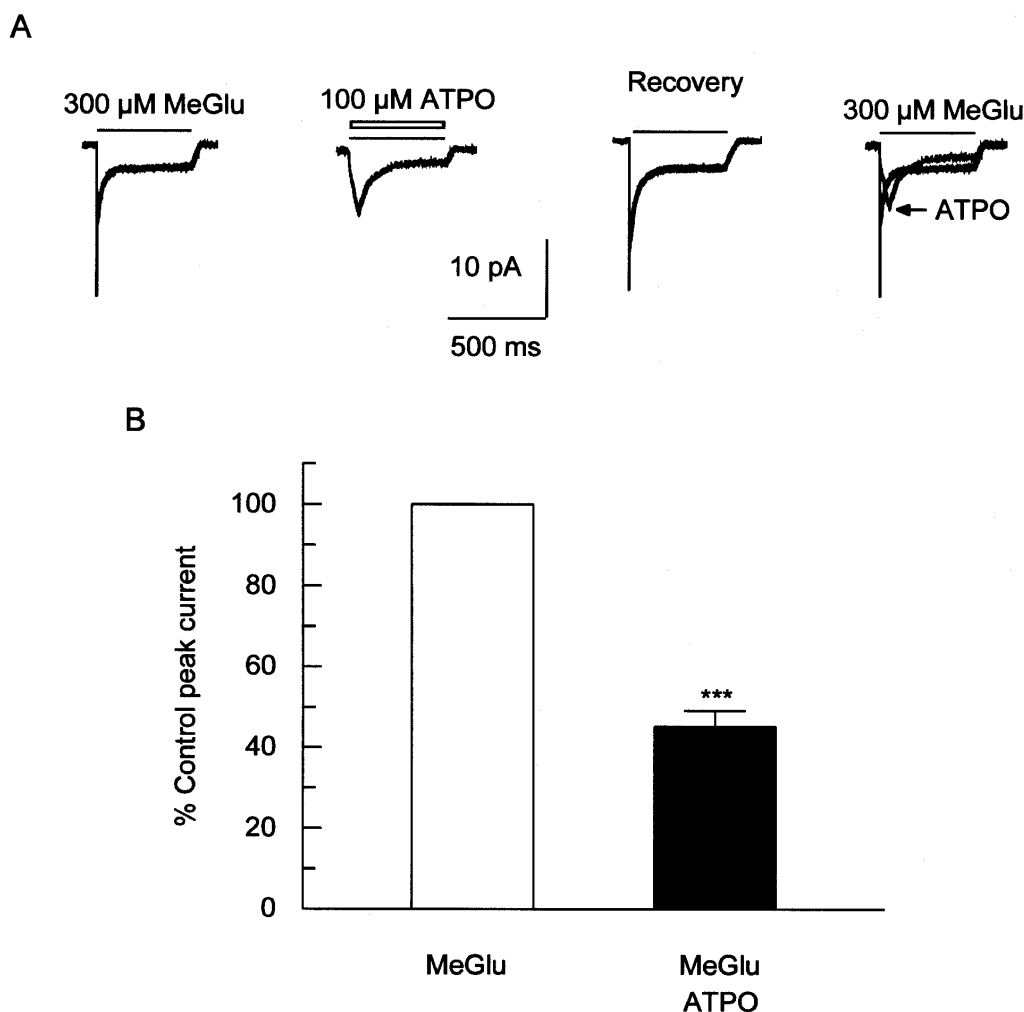 A
300 µM MeGlu
100 µM ATPO
Recovery
300 µM MeGlu
ATPO
10 pA
500 ms
B
% Control peak current
100
80
60
40
20
0
***
MeGlu
MeGlu
ATPO